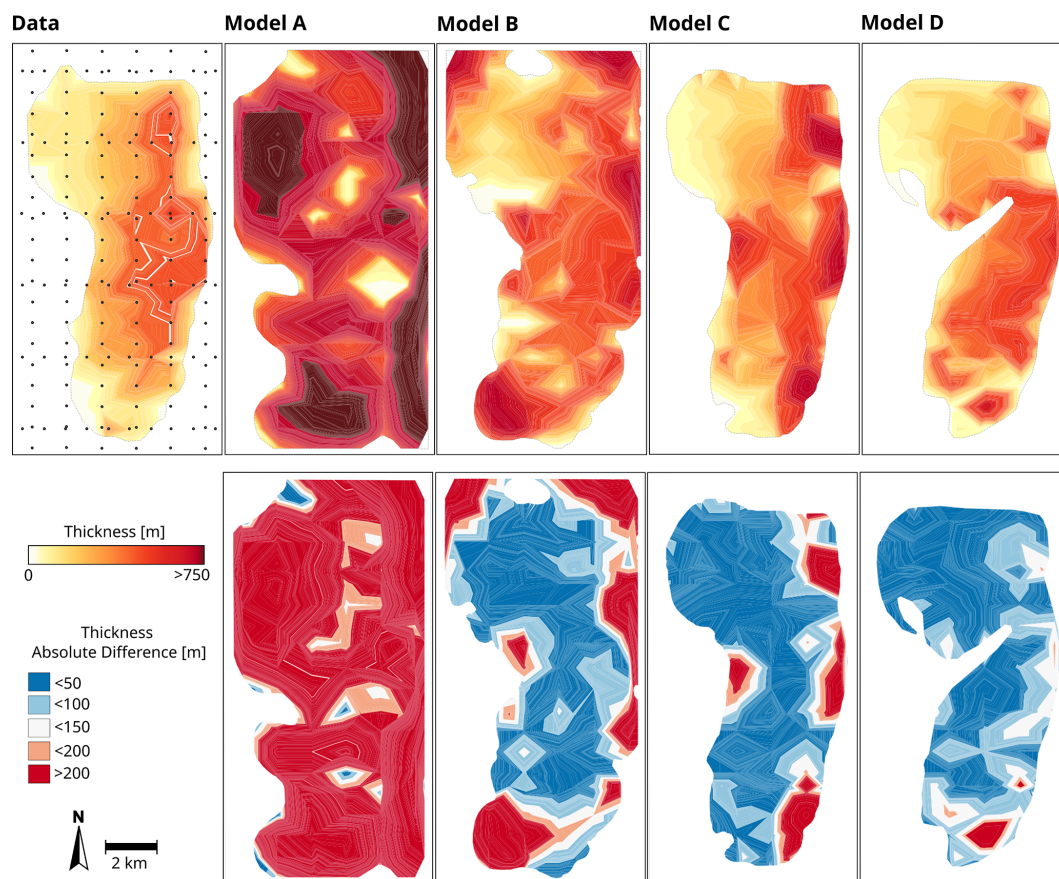 Data
Model A
Model B
Model C
Model D
Thickness [m]
0
>750
Thickness
Absolute Difference [m]
<50
<100
<150
<200
>200
N
2 km